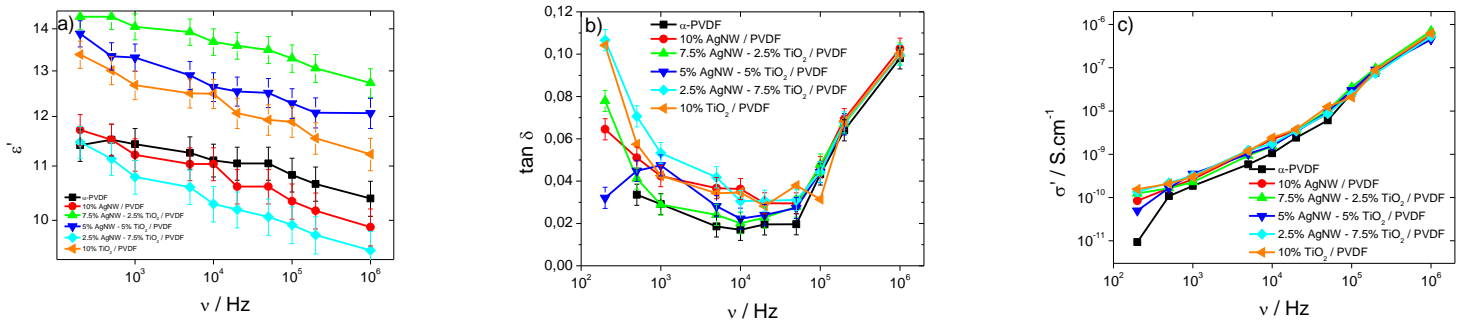 a)
14
13
12
11
10
ε'
α-PVDF
10% AgNW / PVDF
7.5% AgNW - 2.5% TiO₂ / PVDF
5% AgNW - 5% TiO₂ / PVDF
2.5% AgNW - 7.5% TiO₂ / PVDF
10% TiO₂ / PVDF
10³ 10⁴ 10⁵ 10⁶
ν / Hz
b)
0,12
0,10
0,08
0,06
0,04
0,02
0,00
tan δ
α-PVDF
10% AgNW / PVDF
7.5% AgNW - 2.5% TiO₂ / PVDF
5% AgNW - 5% TiO₂ / PVDF
2.5% AgNW - 7.5% TiO₂ / PVDF
10% TiO₂ / PVDF
10² 10³ 10⁴ 10⁵ 10⁶
ν / Hz
c)
10⁻⁶
10⁻⁷
10⁻⁸
10⁻⁹
10⁻¹⁰
10⁻¹¹
σ' / S.cm⁻¹
α-PVDF
10% AgNW / PVDF
7.5% AgNW - 2.5% TiO₂ / PVDF
5% AgNW - 5% TiO₂ / PVDF
2.5% AgNW - 7.5% TiO₂ / PVDF
10% TiO₂ / PVDF
10² 10³ 10⁴ 10⁵ 10⁶
ν / Hz